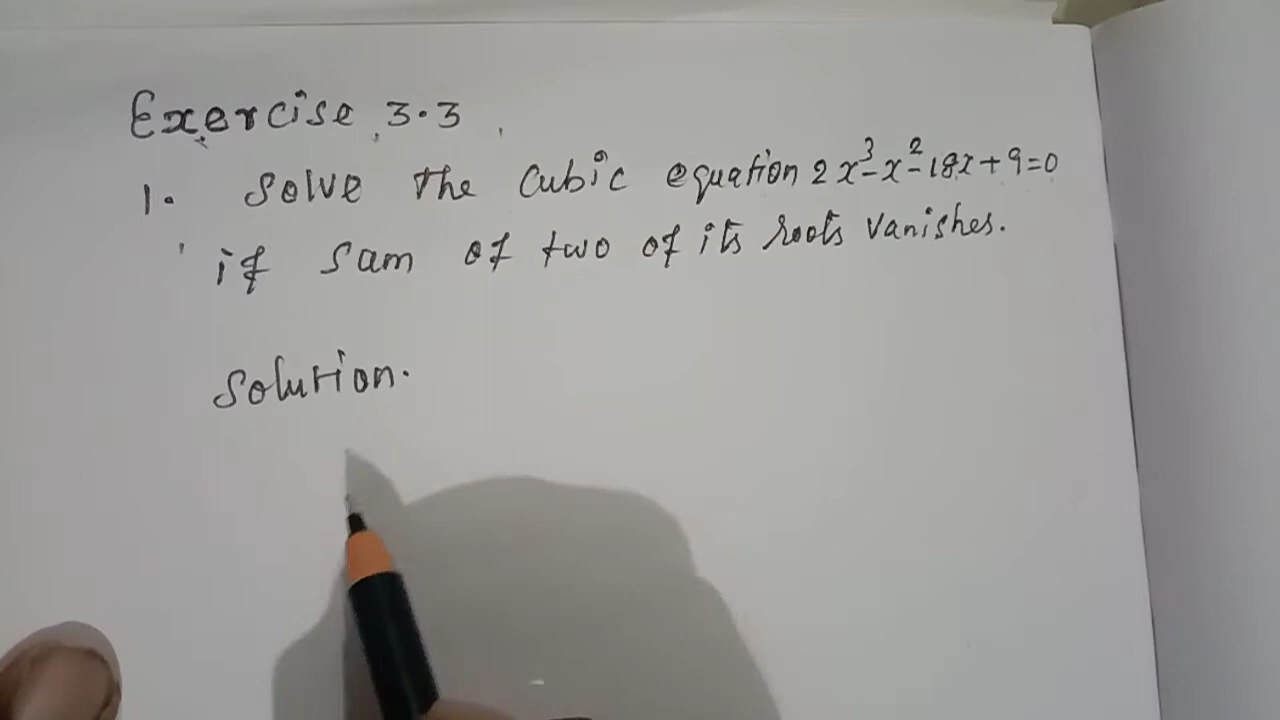 Exercise 3.3
1. Solve the Cubic equation 2x³-x²-18x+9=0
if Sam of two of its roots vanishes.
Solution.